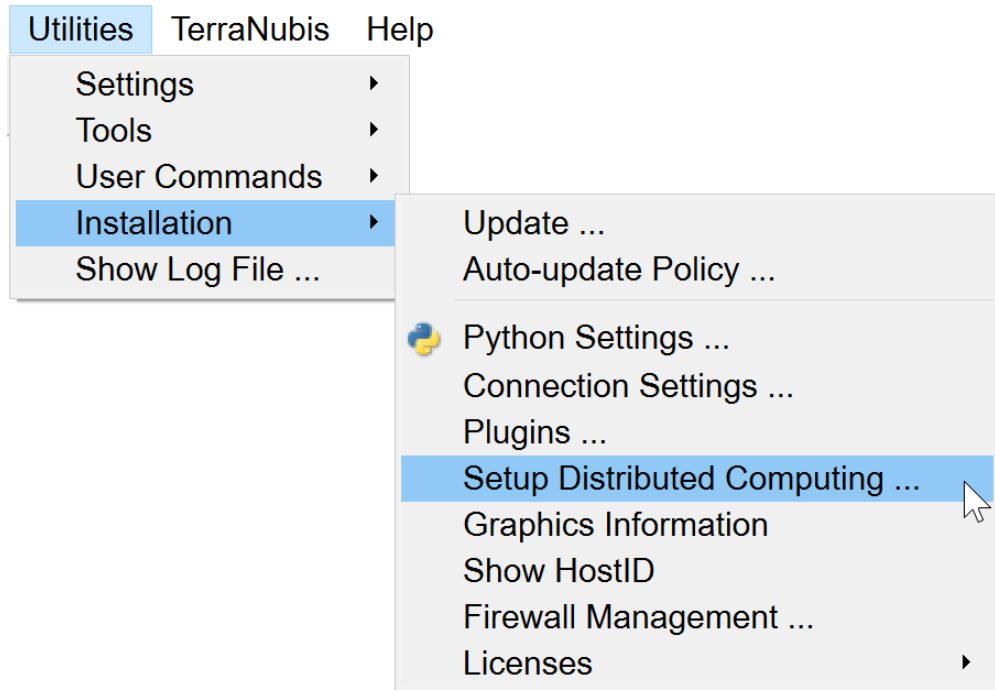 Utilities TerraNubis Help
Settings
Tools
User Commands
Installation
Show Log File ...
Update ...
Auto-update Policy ...
Python Settings ...
Connection Settings ...
Plugins ...
Setup Distributed Computing ...
Graphics Information
Show HostID
Firewall Management ...
Licenses